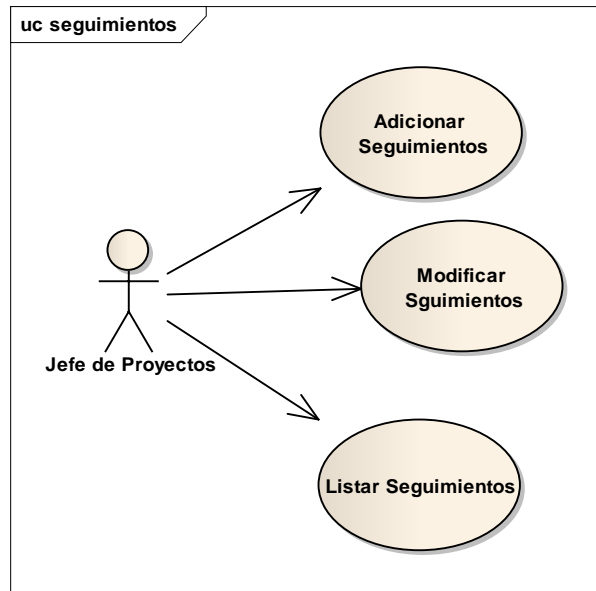 uc seguimientos
Adicionar
Seguimientos
Modificar
Sguimientos
Jefe de Proyectos
Listar Seguimientos